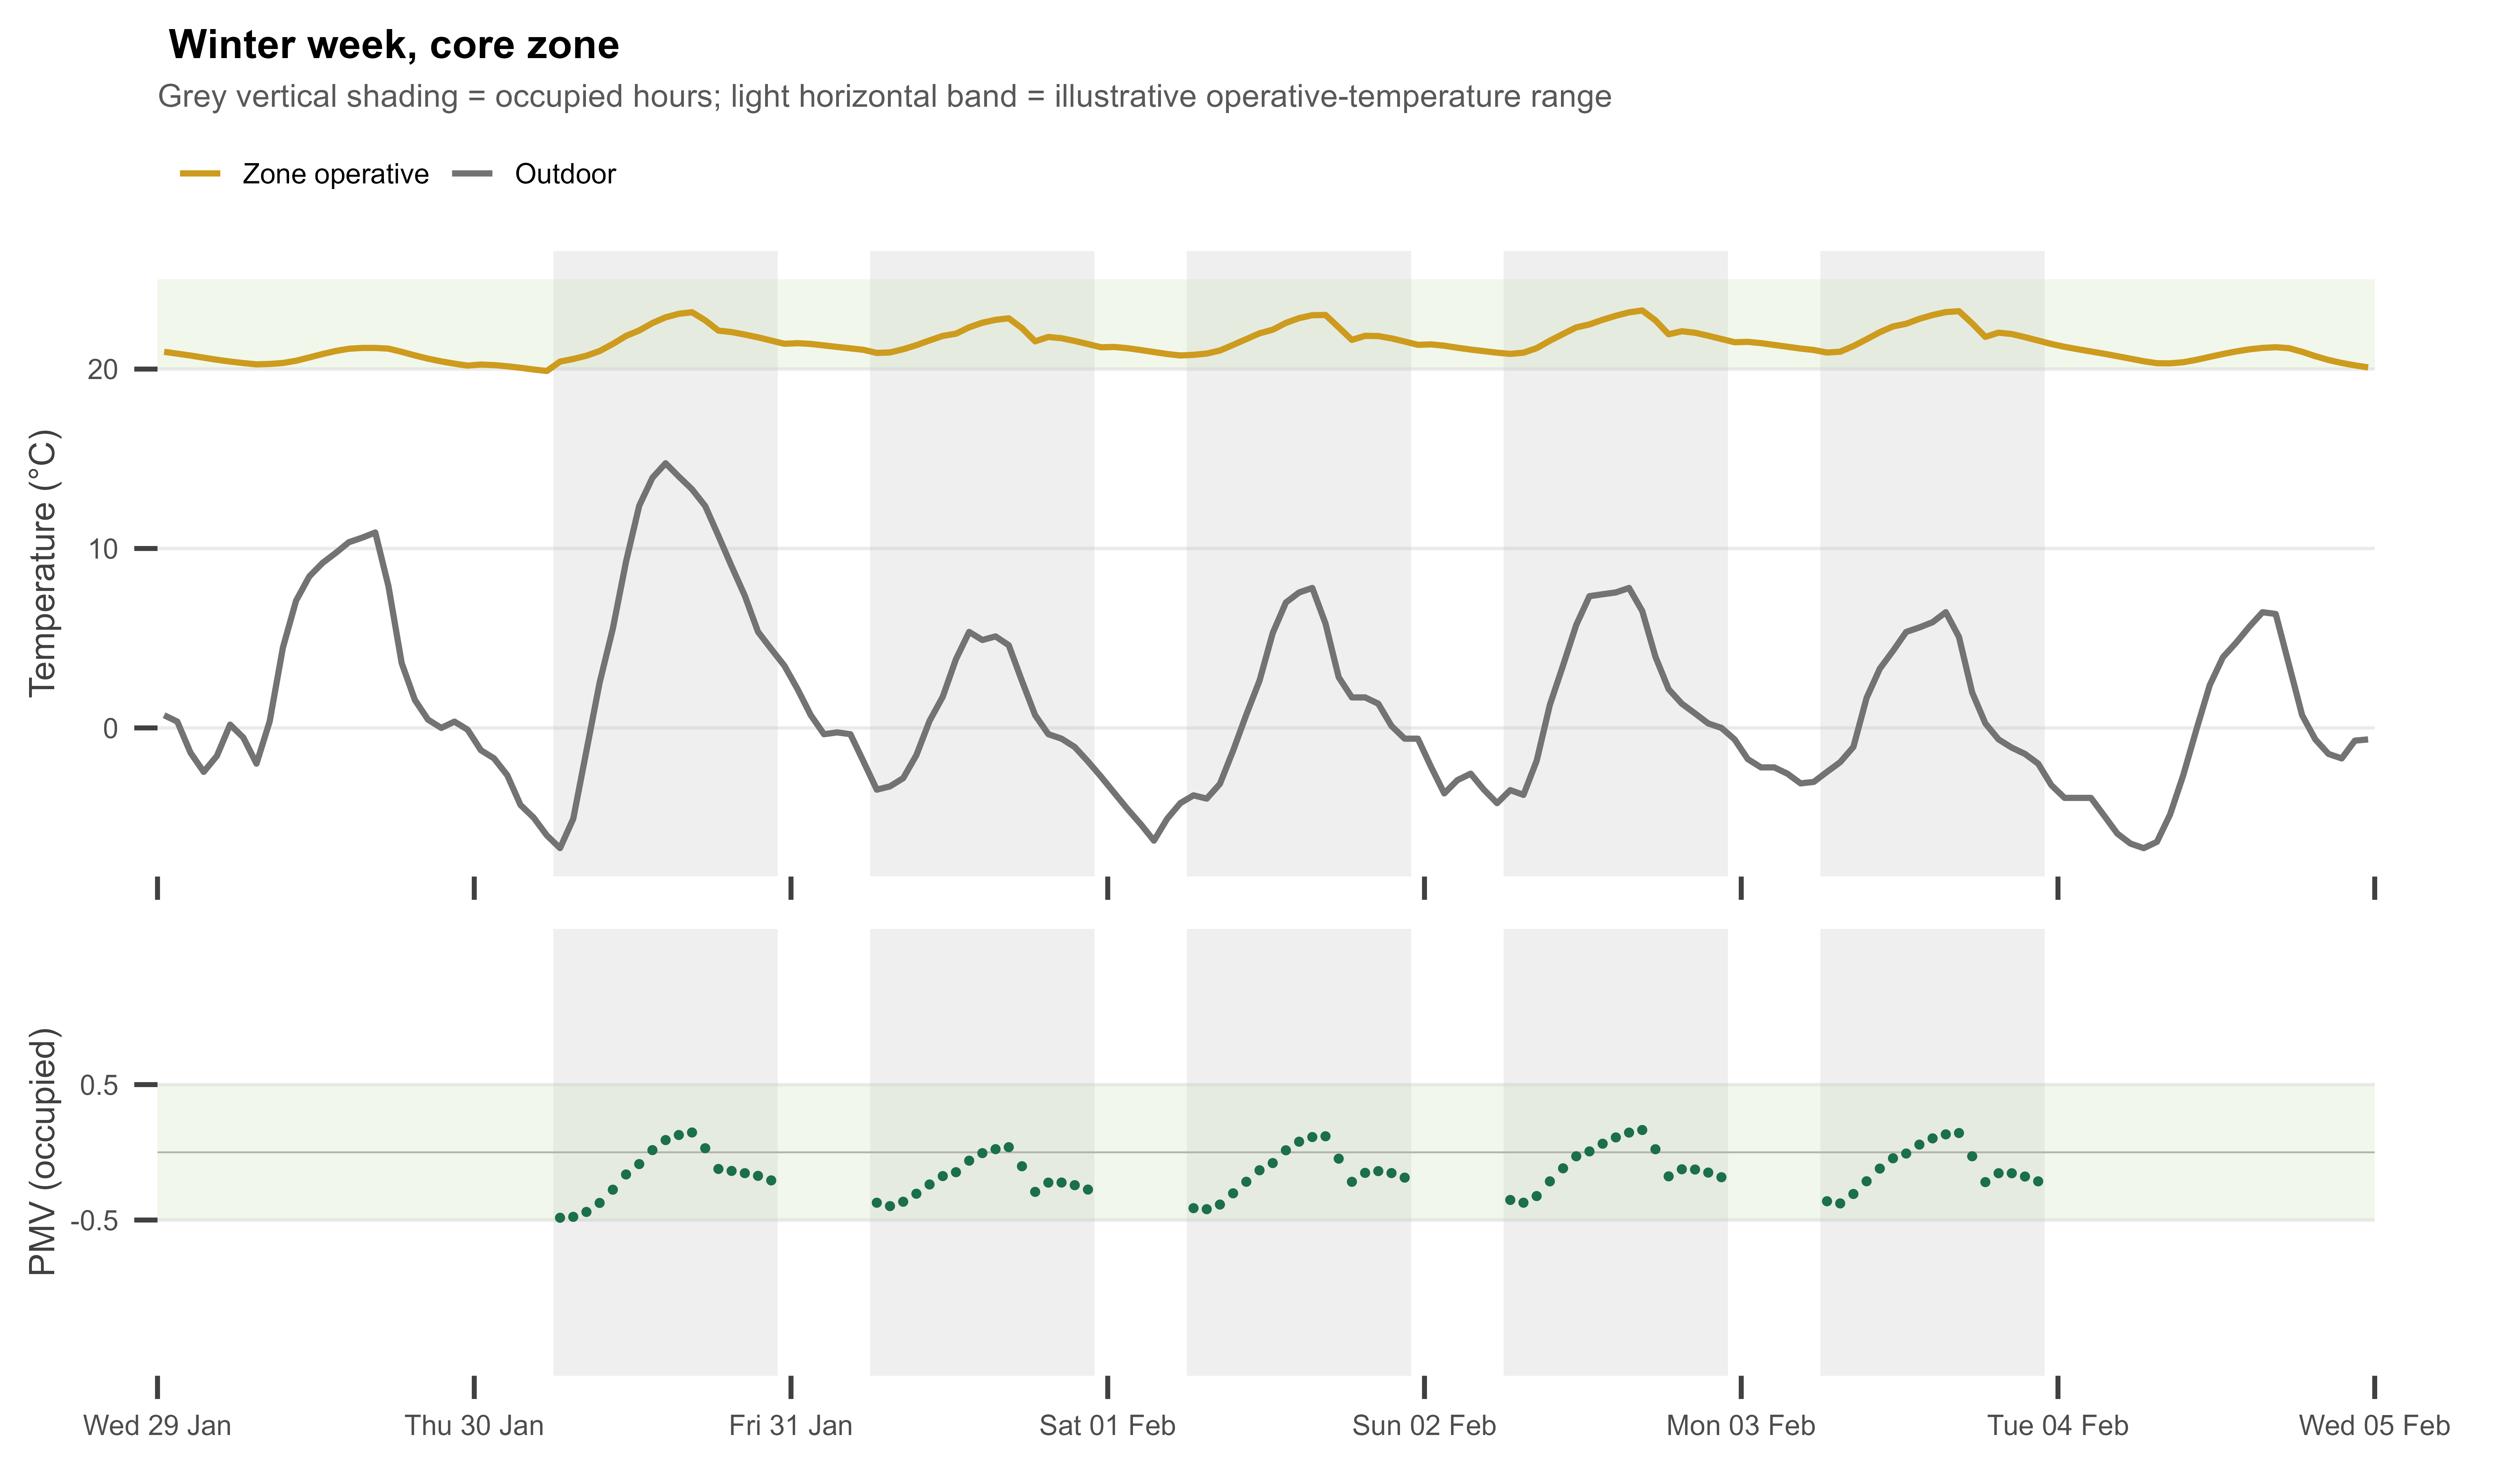 Winter week, core zone
Grey vertical shading = occupied hours; light horizontal band = illustrative operative-temperature range
Zone operative Outdoor
Temperature (°C)
20
10
0
PMV (occupied)
0.5
-0.5
Wed 29 Jan Thu 30 Jan Fri 31 Jan Sat 01 Feb Sun 02 Feb Mon 03 Feb Tue 04 Feb Wed 05 Feb